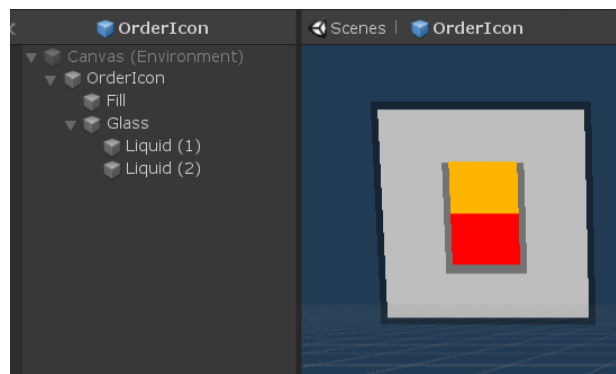 OrderIcon
Canvas (Environment)
OrderIcon
Fill
Glass
Liquid (1)
Liquid (2)
Scenes | OrderIcon